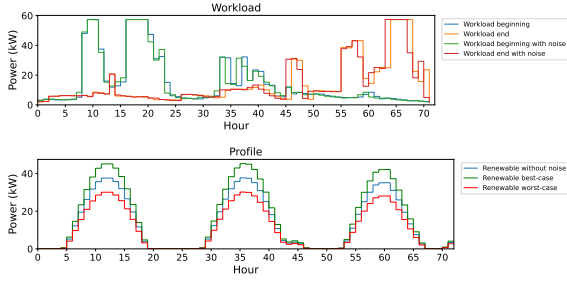 Workload
60
40
20
0
Power (kW)
0 5 10 15 20 25 30 35 40 45 50 55 60 65 70
Hour
Workload beginning
Workload end
Workload beginning with noise
Workload end with noise
Profile
40
20
0
Power (kW)
0 5 10 15 20 25 30 35 40 45 50 55 60 65 70
Hour
Renewable without noise
Renewable best-case
Renewable worst-case